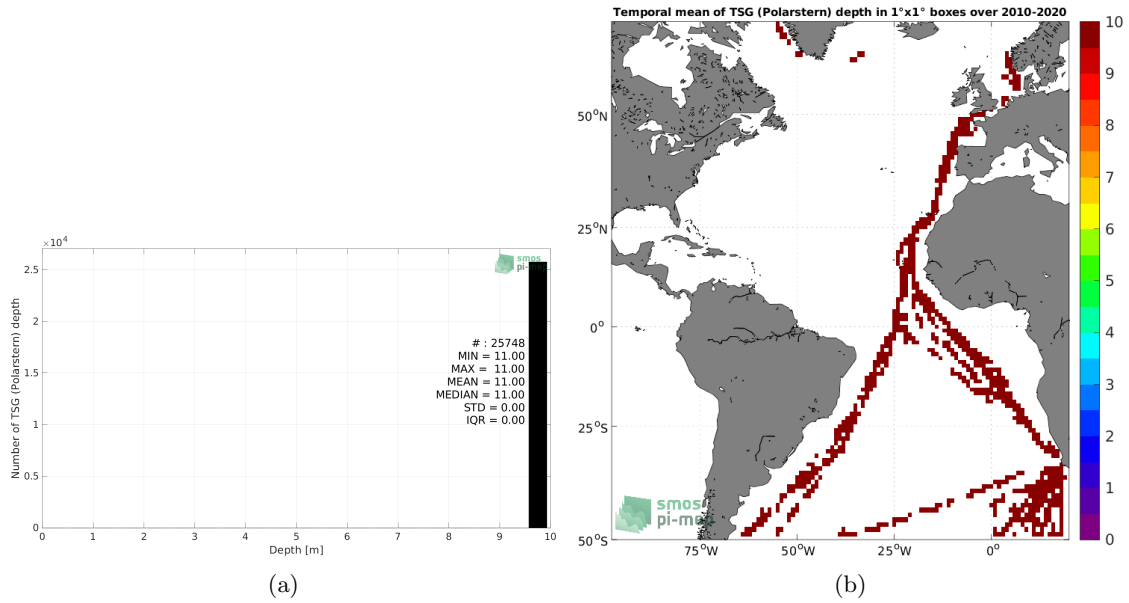 Temporal mean of TSG (Polarstern) depth in 1°x1° boxes over 2010-2020
×10⁴
2.5
2
1.5
1
0.5
0
Number of TSG (Polarstern) depth
smos
pi-map
# : 25748
MIN = 11.00
MAX = 11.00
MEAN = 11.00
MEDIAN = 11.00
STD = 0.00
IQR = 0.00
0 1 2 3 4 5 6 7 8 9 10
Depth [m]
(a)
50°N
25°N
0°
25°S
50°S
75°W 50°W 25°W 0°
smos
pi-map
10
9
8
7
6
5
4
3
2
1
0
(b)